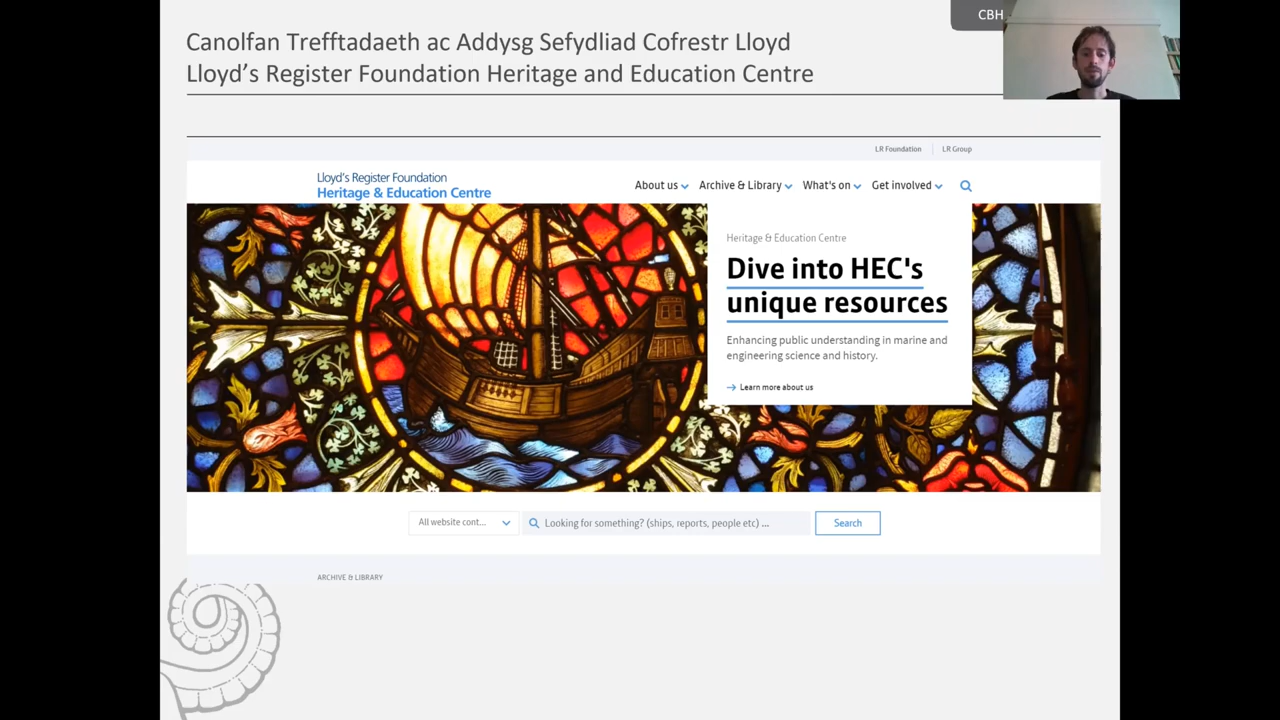 Canolfan Trefftadaeth ac Addysg Sefydliad Cofrestr Lloyd
Lloyd's Register Foundation Heritage and Education Centre
CBH
LR Foundation
LR Group
Lloyd's Register Foundation
Heritage & Education Centre
About us
Archive & Library
What's on
Get involved
Heritage & Education Centre
Dive into HEC's
unique resources
Enhancing public understanding in marine and
engineering science and history.
Learn more about us
All website cont...
Looking for something? (ships, reports, people etc) ...
Search
ARCHIVE & LIBRARY